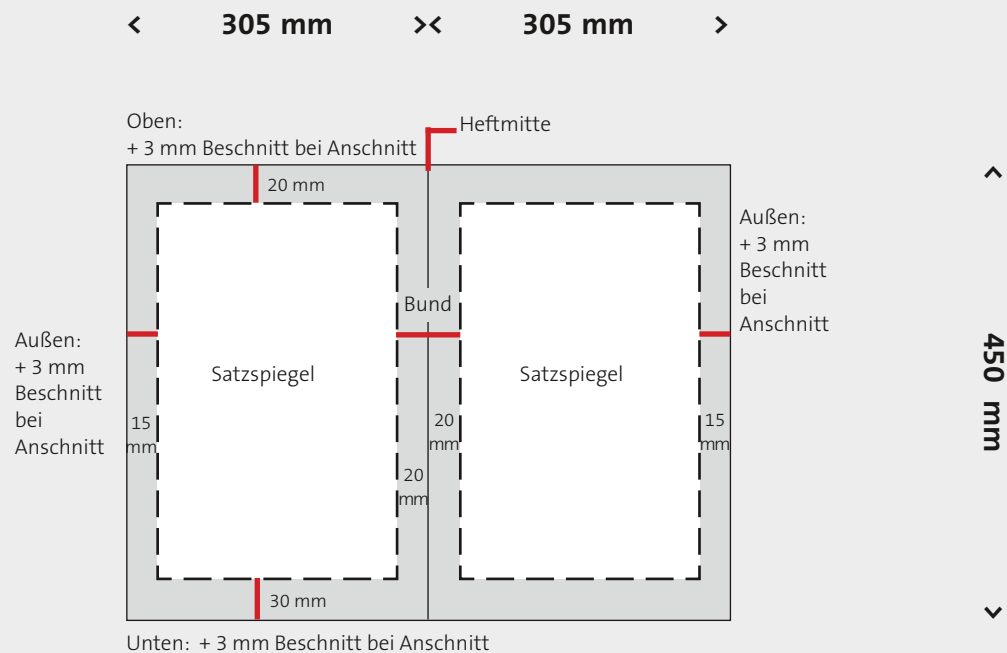 305 mm
305 mm
Oben:
+ 3 mm Beschnitt bei Anschnitt
Heftmitte
20 mm
Außen:
+ 3 mm
Beschnitt
bei
Anschnitt
Bund
Außen:
+ 3 mm
Beschnitt
bei
Anschnitt
Satzspiegel
Satzspiegel
450 mm
15
mm
20
mm
15
mm
20
mm
30 mm
Unten: + 3 mm Beschnitt bei Anschnitt